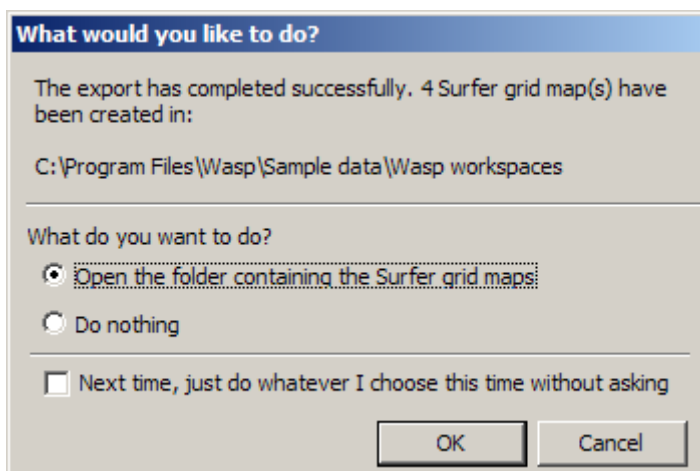 What would you like to do?
The export has completed successfully. 4 Surfer grid map(s) have
been created in:
C:\Program Files\Wasp\Sample data\Wasp workspaces
What do you want to do?
Open the folder containing the Surfer grid maps
Do nothing
Next time, just do whatever I choose this time without asking
OK
Cancel